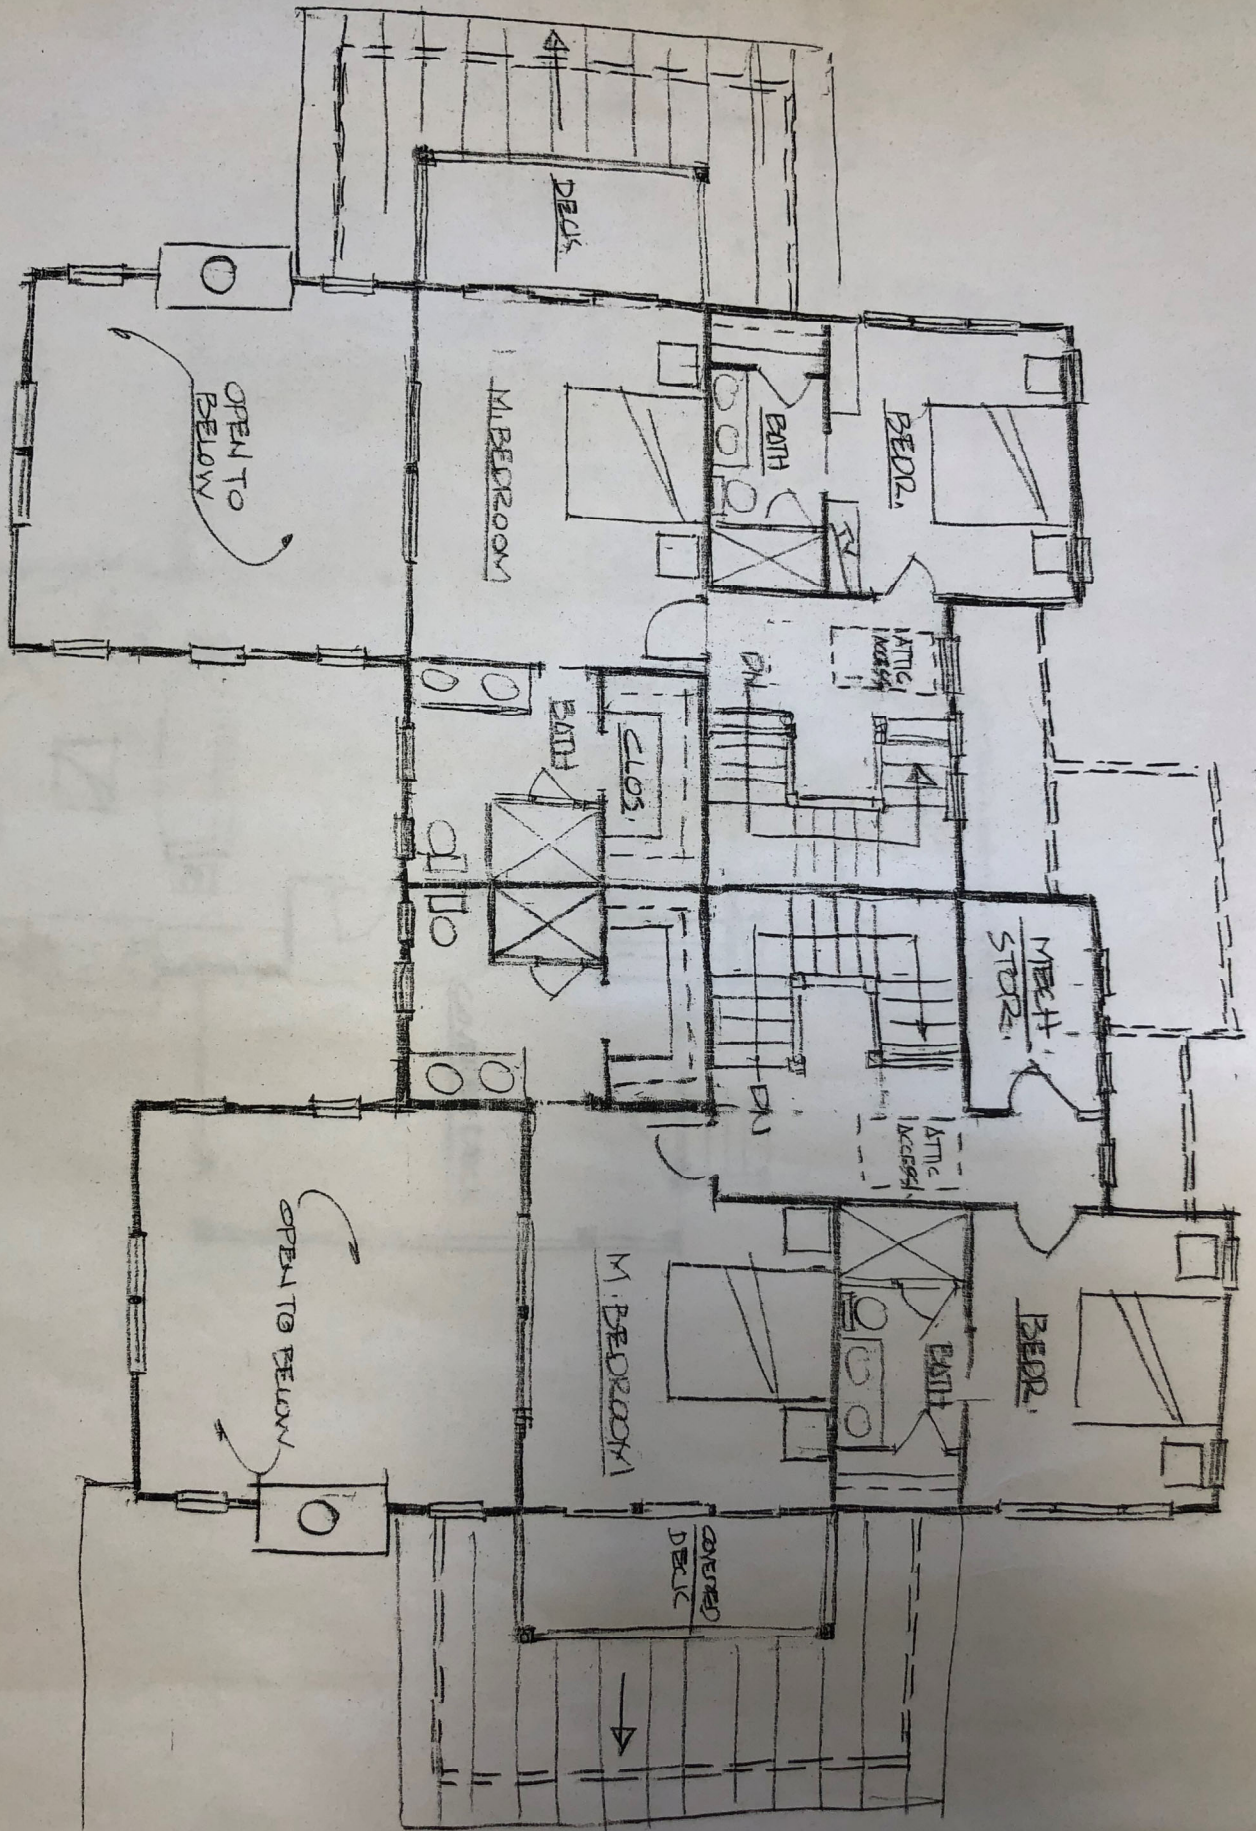 DECK
OPEN TO
BELOW
M. BEDROOM
BATH
BEDR.
TV
ATTIC
ACCESS
DN
BATH
CLOS.
MECH.
STOR.
DN
ATTIC
ACCESS
OPEN TO BELOW
M. BEDROOM
BATH
BEDR.
COVERED
DECK